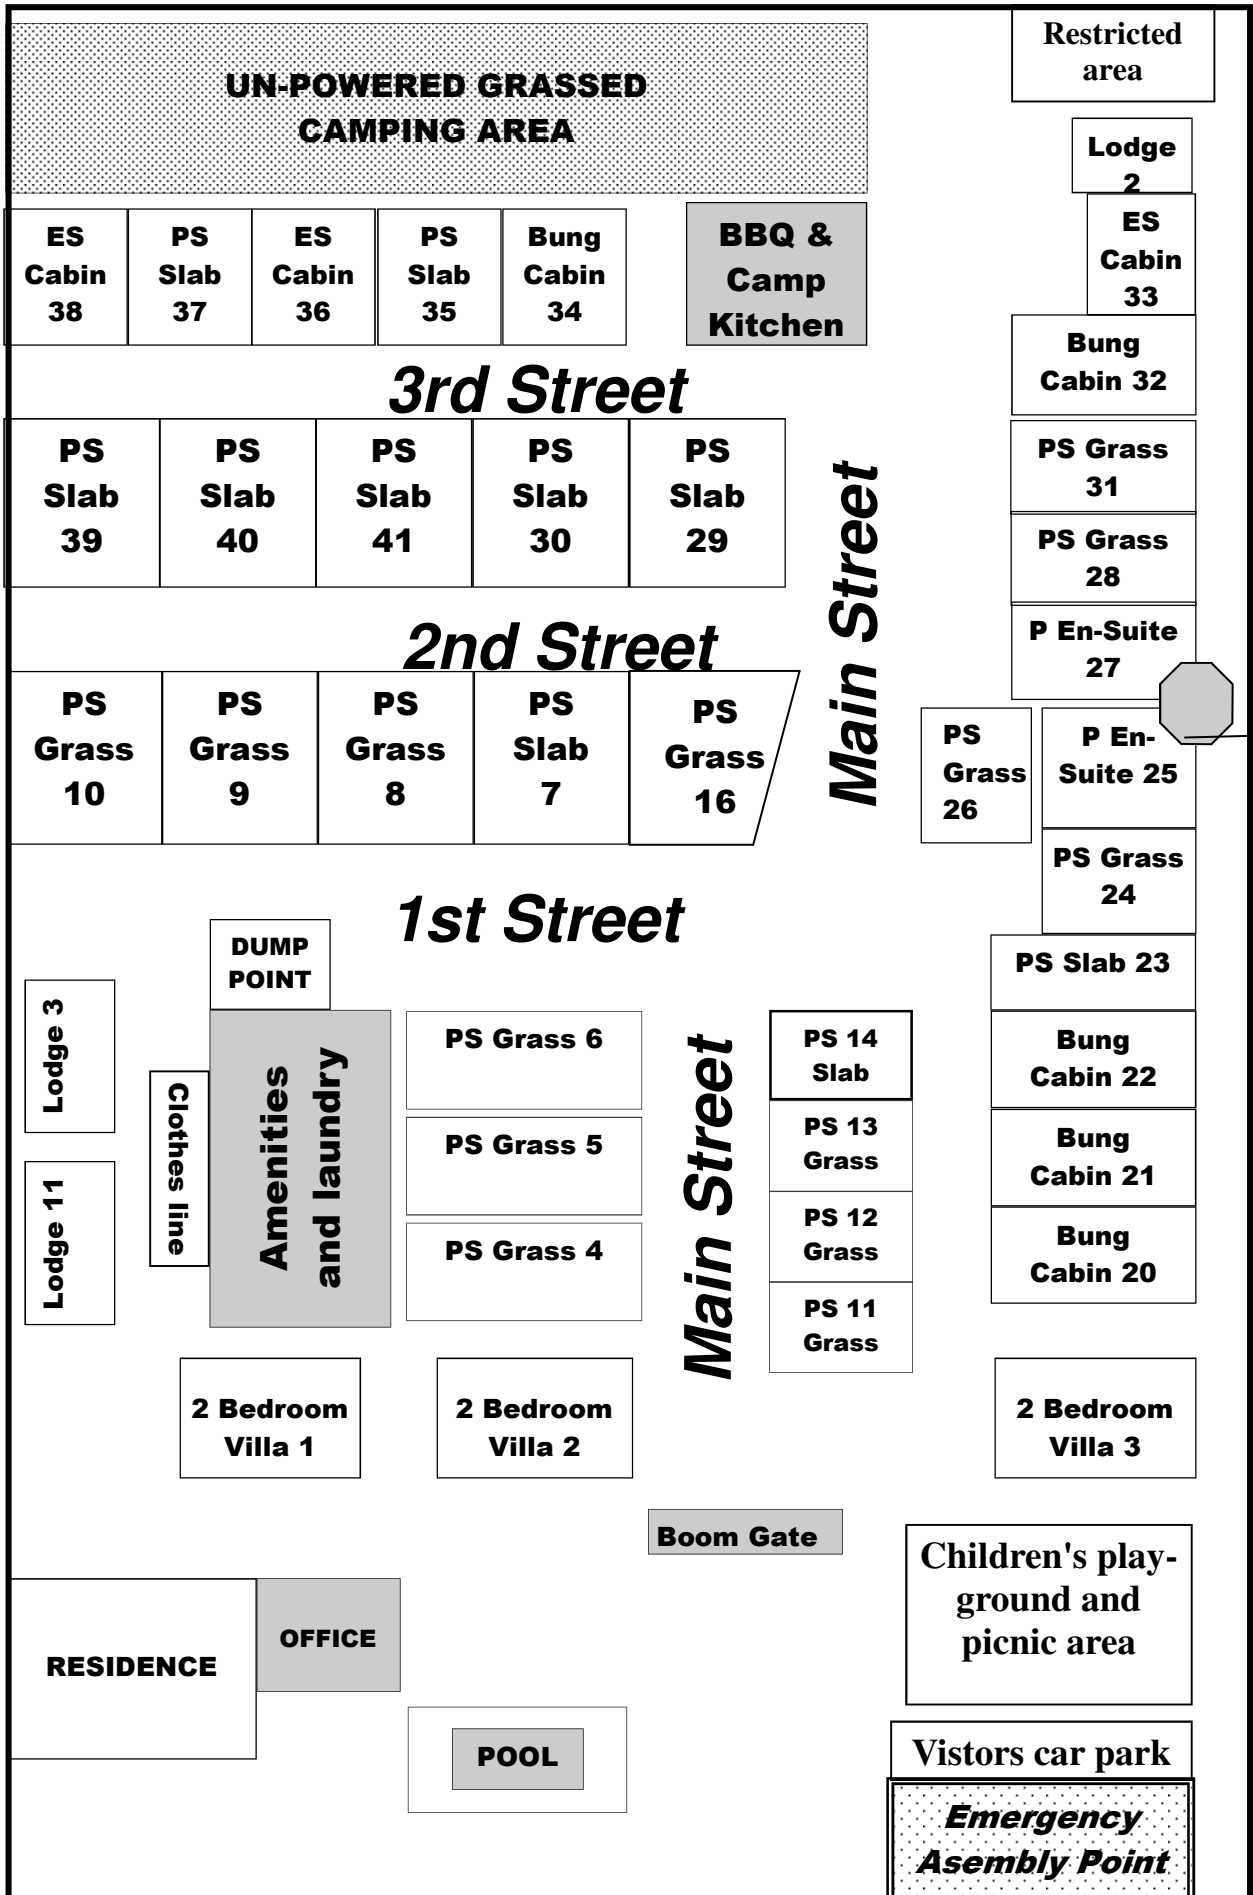 Restricted
area
UN-POWERED GRASSED
CAMPING AREA
Lodge
2
ES
Cabin
38
PS
Slab
37
ES
Cabin
36
PS
Slab
35
Bung
Cabin
34
BBQ &
Camp
Kitchen
ES
Cabin
33
Bung
Cabin 32
3rd Street
PS
Slab
39
PS
Slab
40
PS
Slab
41
PS
Slab
30
PS
Slab
29
Main Street
PS Grass
31
PS Grass
28
P En-Suite
27
2nd Street
PS
Grass
10
PS
Grass
9
PS
Grass
8
PS
Slab
7
PS
Grass
16
PS
Grass
26
P En-
Suite 25
PS Grass
24
1st Street
PS Slab 23
DUMP
POINT
Lodge 3
Lodge 11
Clothes line
Amenities
and laundry
PS Grass 6
PS Grass 5
PS Grass 4
Main Street
PS 14
Slab
PS 13
Grass
PS 12
Grass
PS 11
Grass
Bung
Cabin 22
Bung
Cabin 21
Bung
Cabin 20
2 Bedroom
Villa 1
2 Bedroom
Villa 2
2 Bedroom
Villa 3
Boom Gate
Children's play-
ground and
picnic area
RESIDENCE
OFFICE
POOL
Vistors car park
Emergency
Asembly Point